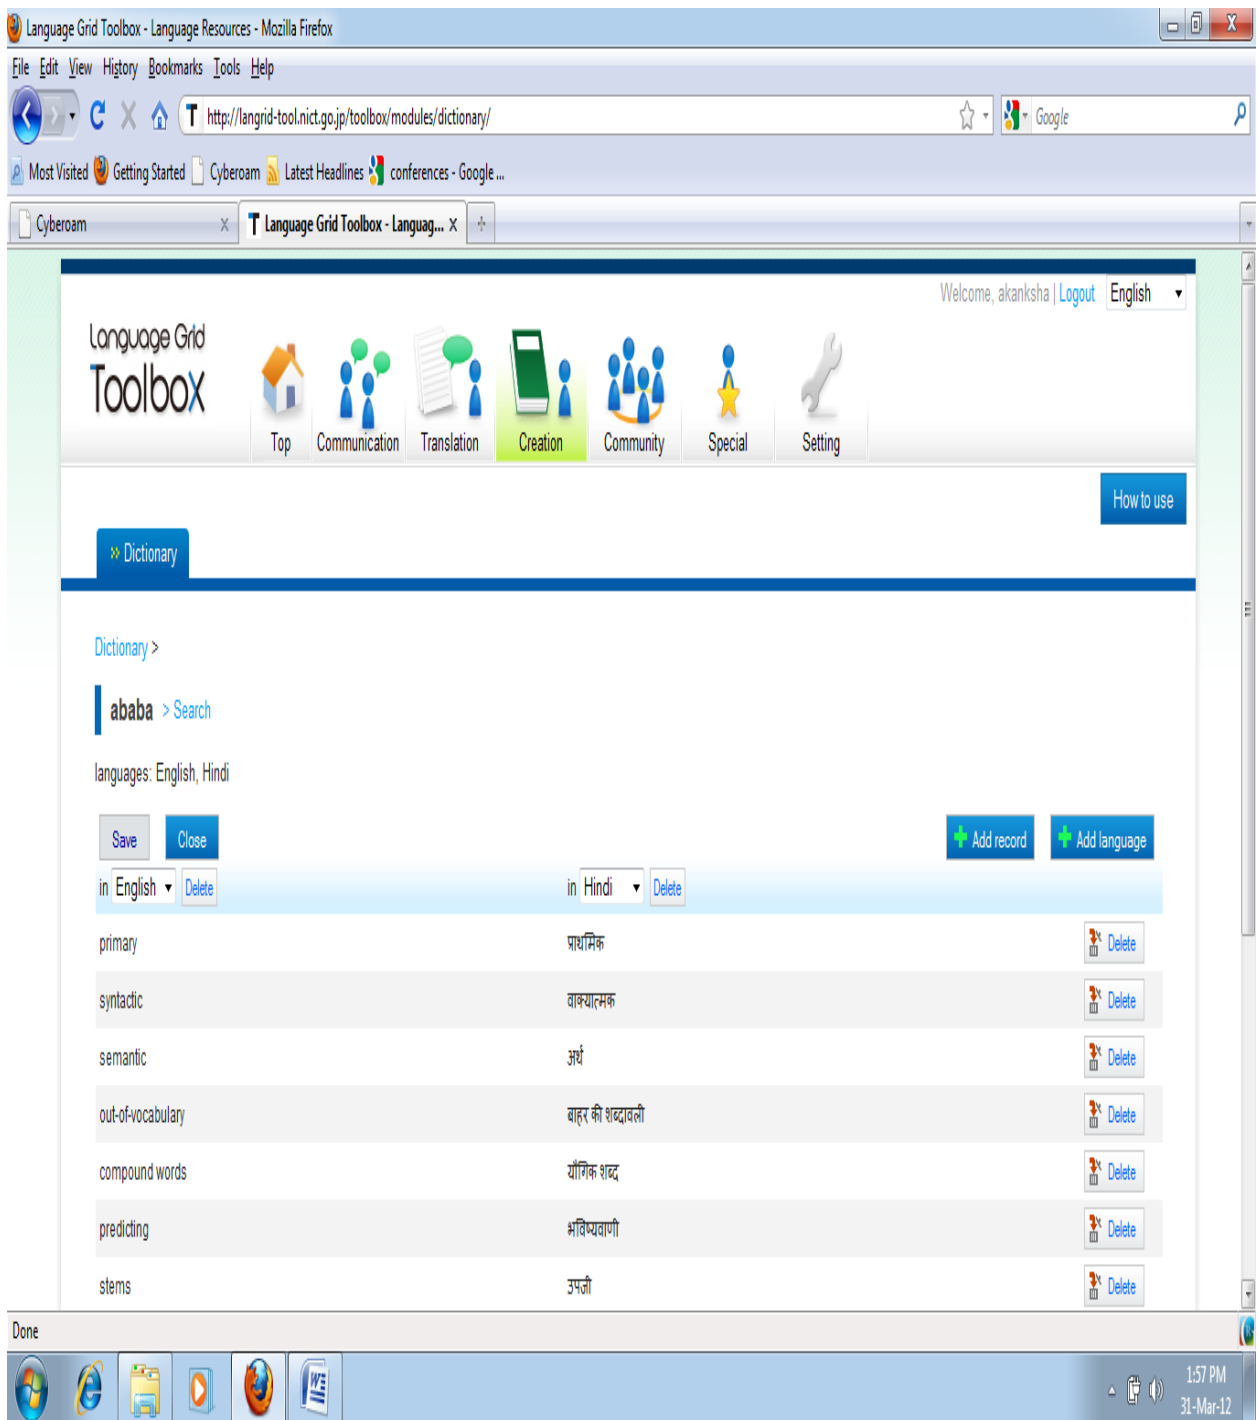 Language Grid Toolbox - Language Resources - Mozilla Firefox
File Edit View History Bookmarks Tools Help
http://langrid-tool.nict.go.jp/toolbox/modules/dictionary/ Google
Most Visited Getting Started Cyberoam Latest Headlines conferences - Google ...
Cyberoam Language Grid Toolbox - Languag...
Welcome, akanksha | Logout English
Language Grid
Toolbox
Top Communication Translation Creation Community Special Setting
How to use
» Dictionary
Dictionary >
ababa > Search
languages: English, Hindi
Save Close Add record Add language
in English Delete in Hindi Delete
primary प्राथमिक Delete
syntactic वाक्यात्मक Delete
semantic अर्थ Delete
out-of-vocabulary बाहर की शब्दावली Delete
compound words यौगिक शब्द Delete
predicting भविष्यवाणी Delete
stems उपजी Delete
Done
1:57 PM
31-Mar-12